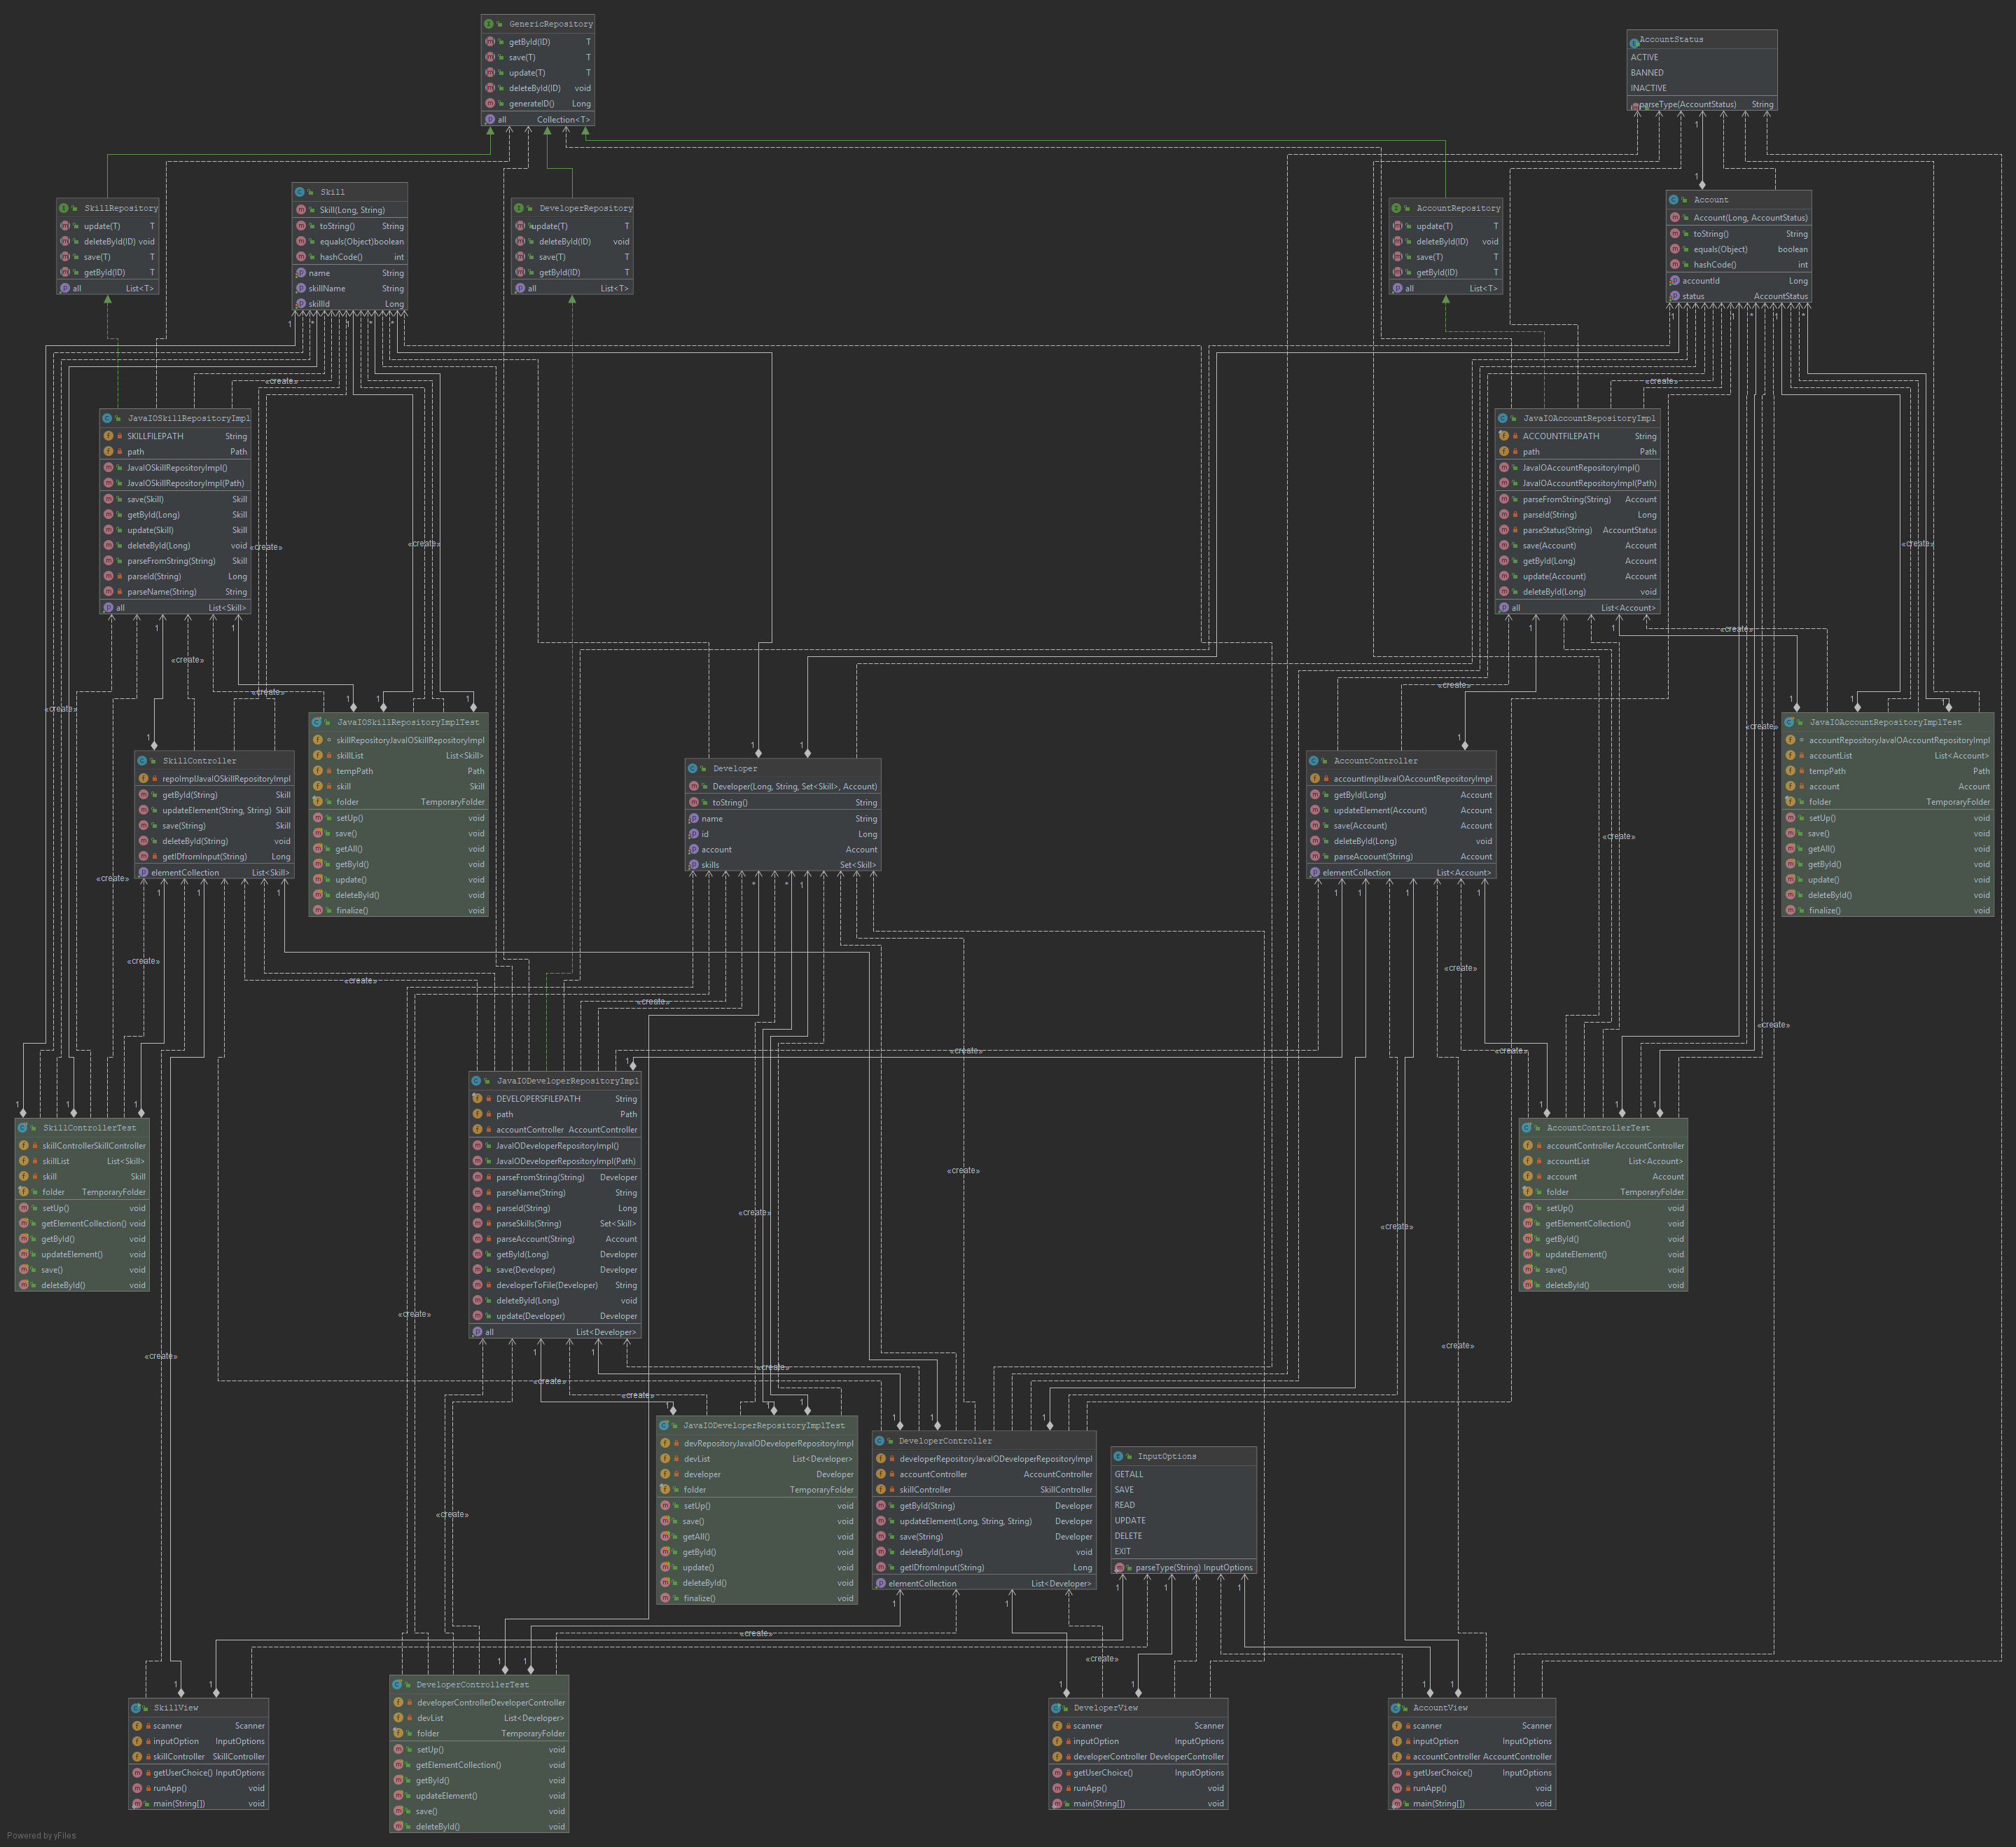 GenericRepository
getById(ID) T
save(T) T
update(T) T
deleteById(ID) void
generateID() Long
all Collection<T>
AccountStatus
ACTIVE
BANNED
INACTIVE
parseType(AccountStatus) String
SkillRepository
update(T) T
deleteById(ID) void
save(T) T
getById(ID) T
all List<T>
Skill
Skill(Long, String)
toString() String
equals(Object) boolean
hashCode() int
name String
skillName String
skillId Long
DeveloperRepository
update(T) T
deleteById(ID) void
save(T) T
getById(ID) T
all List<T>
AccountRepository
update(T) T
deleteById(ID) void
save(T) T
getById(ID) T
all List<T>
Account
Account(Long, AccountStatus)
toString() String
equals(Object) boolean
hashCode() int
accountId Long
status AccountStatus
JavaIOSkillRepositoryImpl
SKILLFILEPATH String
path Path
JavaIOSkillRepositoryImpl()
JavaIOSkillRepositoryImpl(Path)
save(Skill) Skill
getById(Long) Skill
update(Skill) Skill
deleteById(Long) void
parseFromString(String) Skill
parseId(String) Long
parseName(String) String
all List<Skill>
JavaIOAccountRepositoryImpl
ACCOUNTFILEPATH String
path Path
JavaIOAccountRepositoryImpl()
JavaIOAccountRepositoryImpl(Path)
parseFromString(String) Account
parseId(String) Long
parseStatus(String) AccountStatus
save(Account) Account
getById(Long) Account
update(Account) Account
deleteById(Long) void
all List<Account>
JavaIOSkillRepositoryImplTest
skillRepository JavaIOSkillRepositoryImpl
skillList List<Skill>
tempPath Path
skill Skill
folder TemporaryFolder
setUp() void
save() void
getAll() void
getById() void
update() void
deleteById() void
finalize() void
SkillController
repoImpl JavaIOSkillRepositoryImpl
getById(String) Skill
updateElement(String, String) Skill
save(String) Skill
deleteById(String) void
getIDfromInput(String) Long
elementCollection List<Skill>
Developer
Developer(Long, String, Set<Skill>, Account)
toString() String
name String
id Long
account Account
skills Set<Skill>
AccountController
accountImpl JavaIOAccountRepositoryImpl
getById(Long) Account
updateElement(Account) Account
save(Account) Account
deleteById(Long) void
parseAcoount(String) Account
elementCollection List<Account>
JavaIOAccountRepositoryImplTest
accountRepository JavaIOAccountRepositoryImpl
accountList List<Account>
tempPath Path
account Account
folder TemporaryFolder
setUp() void
save() void
getAll() void
getById() void
update() void
deleteById() void
finalize() void
JavaIODeveloperRepositoryImpl
DEVELOPERSFILEPATH String
path Path
accountController AccountController
JavaIODeveloperRepositoryImpl()
JavaIODeveloperRepositoryImpl(Path)
parseFromString(String) Developer
parseName(String) String
parseId(String) Long
parseSkills(String) Set<Skill>
parseAccount(String) Account
getById(Long) Developer
save(Developer) Developer
developerToFile(Developer) String
deleteById(Long) void
update(Developer) Developer
all List<Developer>
SkillControllerTest
skillController SkillController
skillList List<Skill>
skill Skill
folder TemporaryFolder
setUp() void
getElementCollection() void
getById() void
updateElement() void
save() void
deleteById() void
AccountControllerTest
accountController AccountController
accountList List<Account>
account Account
folder TemporaryFolder
setUp() void
getElementCollection() void
getById() void
updateElement() void
save() void
deleteById() void
JavaIODeveloperRepositoryImplTest
devRepository JavaIODeveloperRepositoryImpl
devList List<Developer>
developer Developer
folder TemporaryFolder
setUp() void
save() void
getAll() void
getById() void
update() void
deleteById() void
finalize() void
DeveloperController
developerRepository JavaIODeveloperRepositoryImpl
accountController AccountController
skillController SkillController
getById(String) Developer
updateElement(Long, String, String) Developer
save(String) Developer
deleteById(Long) void
getIDfromInput(String) Long
elementCollection List<Developer>
InputOptions
GETALL
SAVE
READ
UPDATE
DELETE
EXIT
parseType(String) InputOptions
DeveloperControllerTest
developerController DeveloperController
devList List<Developer>
folder TemporaryFolder
setUp() void
getElementCollection() void
getById() void
updateElement() void
save() void
deleteById() void
SkillView
scanner Scanner
inputOption InputOptions
skillController SkillController
getUserChoice() InputOptions
runApp() void
main(String[]) void
DeveloperView
scanner Scanner
inputOption InputOptions
developerController DeveloperController
getUserChoice() InputOptions
runApp() void
main(String[]) void
AccountView
scanner Scanner
inputOption InputOptions
accountController AccountController
getUserChoice() InputOptions
runApp() void
main(String[]) void
«create»
Powered by yFiles